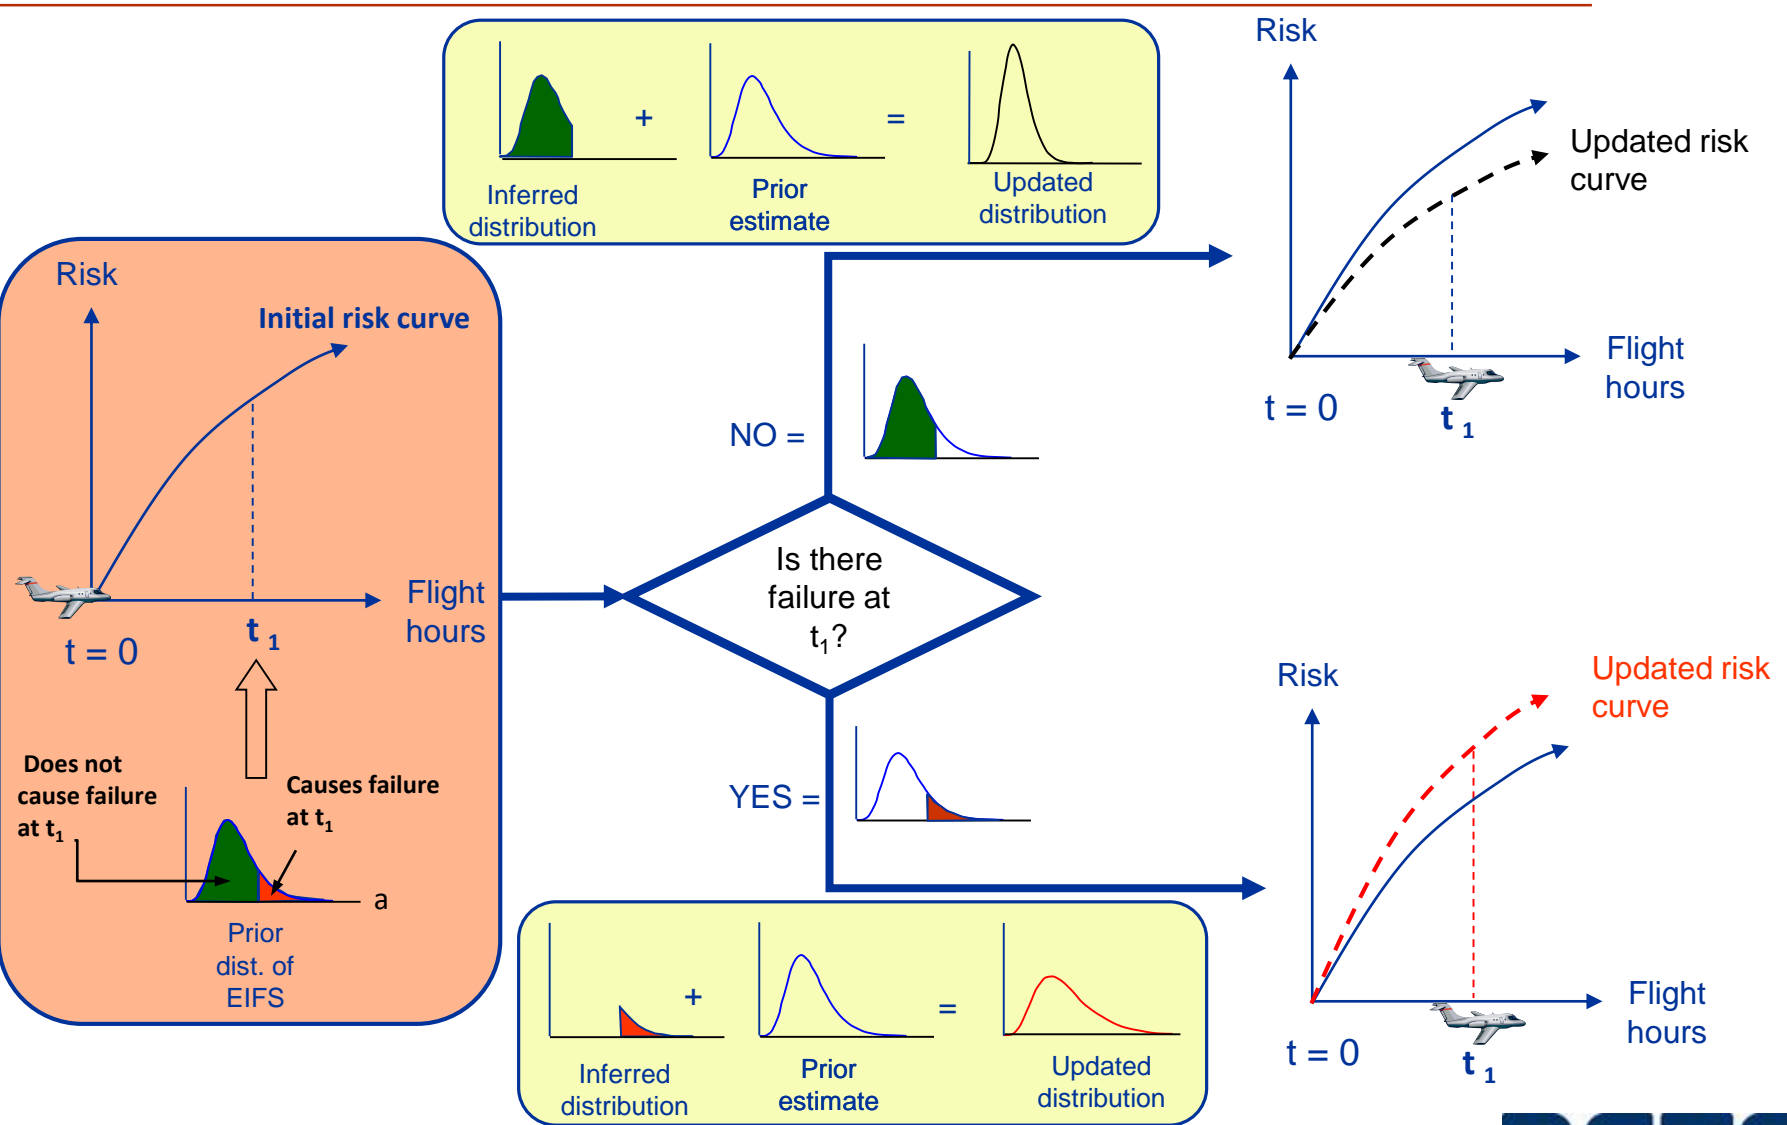 Risk
Initial risk curve
Flight
hours
t = 0
t 1
Does not
cause failure
at t1
Causes failure
at t1
a
Prior
dist. of
EIFS
+
=
Inferred
distribution
Prior
estimate
Updated
distribution
NO =
Is there
failure at
t1?
YES =
+
=
Inferred
distribution
Prior
estimate
Updated
distribution
Risk
Updated risk
curve
Flight
hours
t = 0
t 1
Risk
Updated risk
curve
Flight
hours
t = 0
t 1